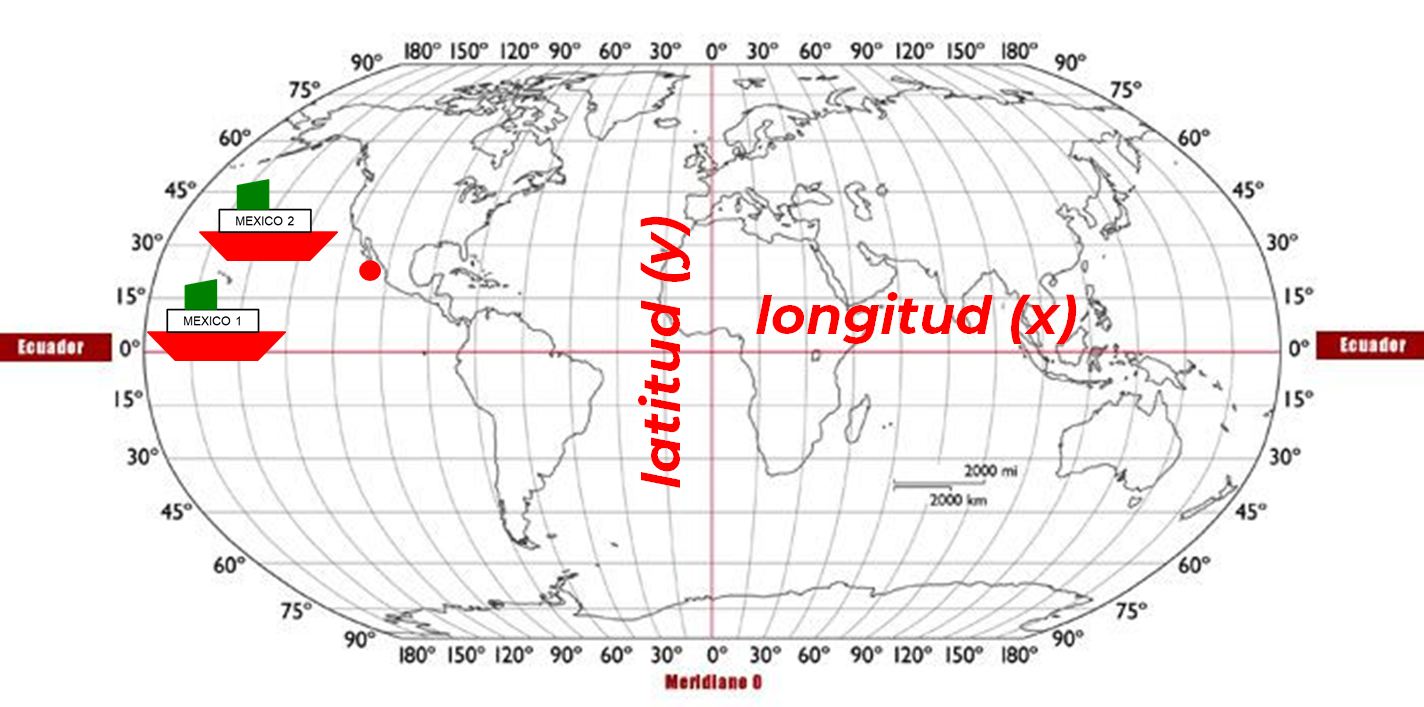 180° 150° 120° 90° 60° 30° 0° 30° 60° 90° 120° 150° 180°
90° 90°
75° 75°
60° 60°
45° 45°
MEXICO 2
30° 30°
15° 15°
MEXICO 1
latitud (y)
longitud (x)
Ecuador 0° 0° Ecuador
15° 15°
30° 30°
2000 mi
2000 km
45° 45°
60° 60°
75° 75°
90° 90°
180° 150° 120° 90° 60° 30° 0° 30° 60° 90° 120° 150° 180°
Meridiano 0